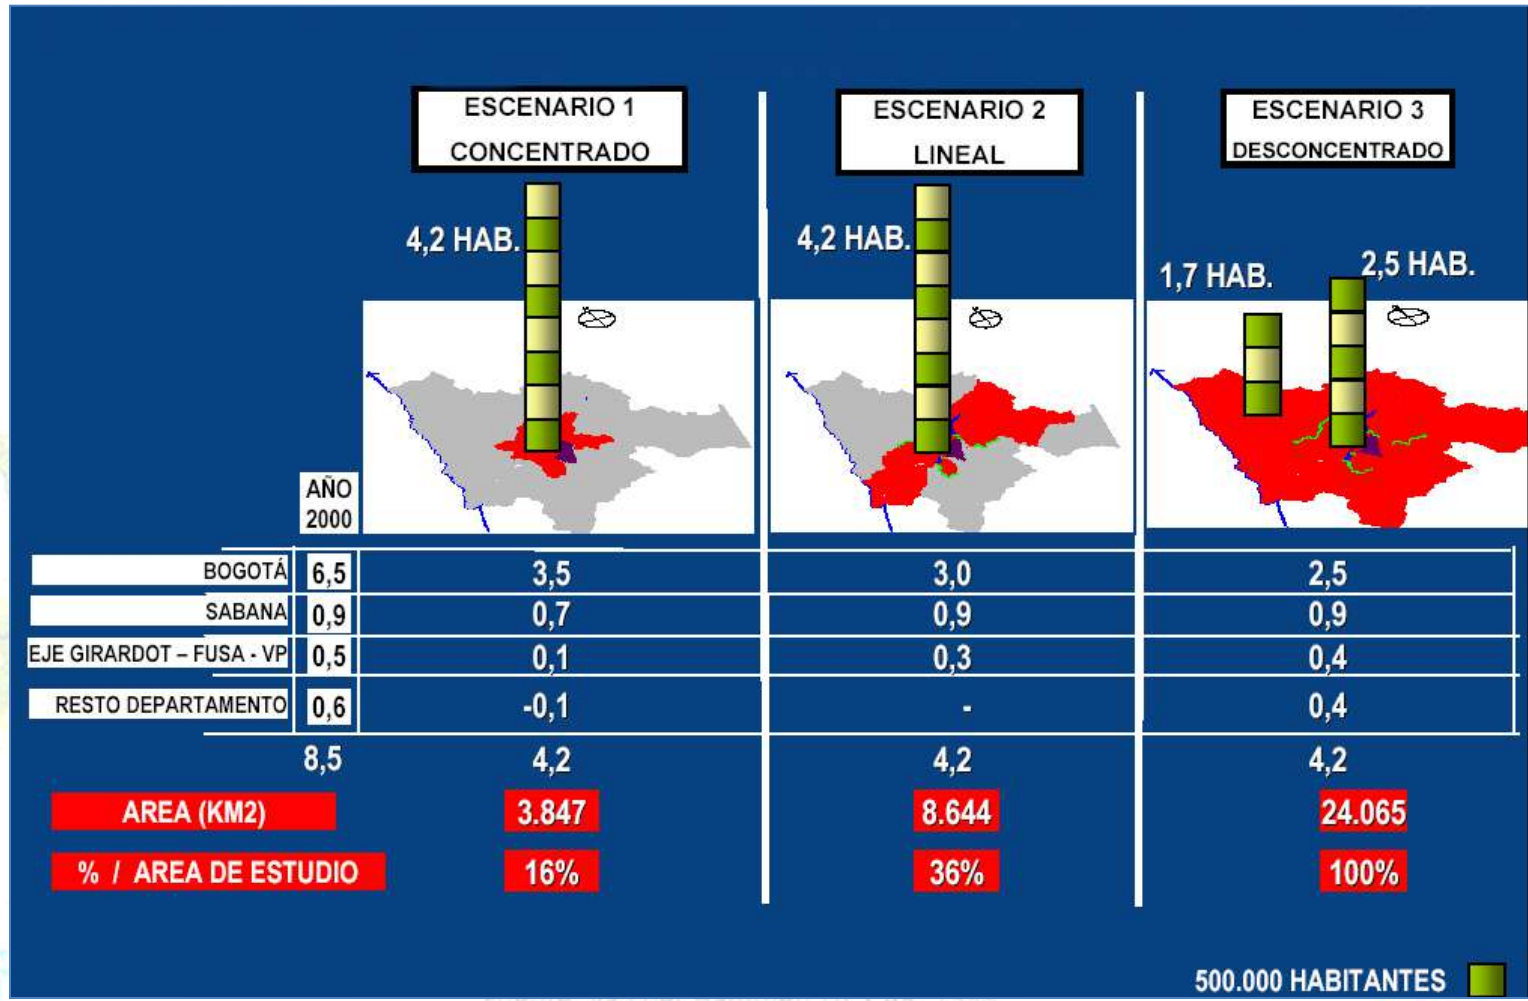 ESCENARIO 1
CONCENTRADO
ESCENARIO 2
LINEAL
ESCENARIO 3
DESCONCENTRADO
4,2 HAB.
4,2 HAB.
1,7 HAB.
2,5 HAB.
AÑO
2000
BOGOTÁ 6,5 3,5 3,0 2,5
SABANA 0,9 0,7 0,9 0,9
EJE GIRARDOT – FUSA - VP 0,5 0,1 0,3 0,4
RESTO DEPARTAMENTO 0,6 -0,1 - 0,4
8,5 4,2 4,2 4,2
AREA (KM2) 3.847 8.644 24.065
% / AREA DE ESTUDIO 16% 36% 100%
500.000 HABITANTES